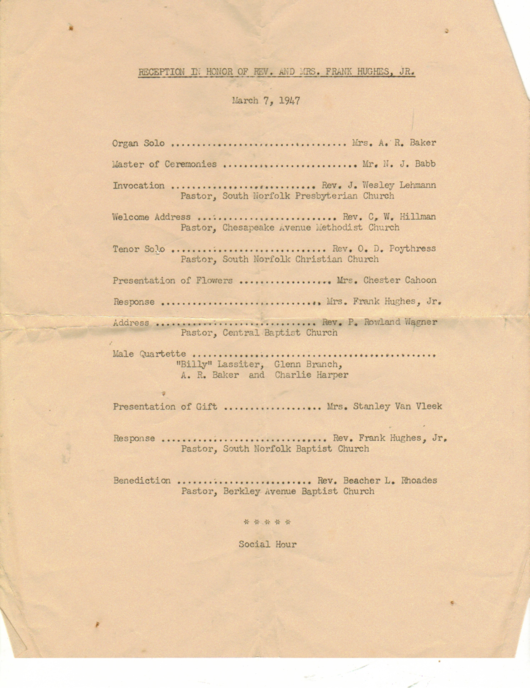 RECEPTION IN HONOR OF REV. AND MRS. FRANK HUGHES, JR.
March 7, 1947
Organ Solo ................................. Mrs. A. R. Baker
Master of Ceremonies ......................... Mr. N. J. Babb
Invocation ........................... Rev. J. Wesley Lehmann
Pastor, South Norfolk Presbyterian Church
Welcome Address .......................... Rev. C. W. Hillman
Pastor, Chesapeake Avenue Methodist Church
Tenor Solo ............................. Rev. O. D. Poythress
Pastor, South Norfolk Christian Church
Presentation of Flowers ................. Mrs. Chester Cahoon
Response .............................. Mrs. Frank Hughes, Jr.
Address .............................. Rev. P. Rowland Wagner
Pastor, Central Baptist Church
Male Quartette .............................................
"Billy" Lassiter, Glenn Branch,
A. R. Baker and Charlie Harper
Presentation of Gift .................. Mrs. Stanley Van Vleek
Response ............................... Rev. Frank Hughes, Jr.
Pastor, South Norfolk Baptist Church
Benediction ......................... Rev. Beacher L. Rhoades
Pastor, Berkley Avenue Baptist Church
* * * * *
Social Hour